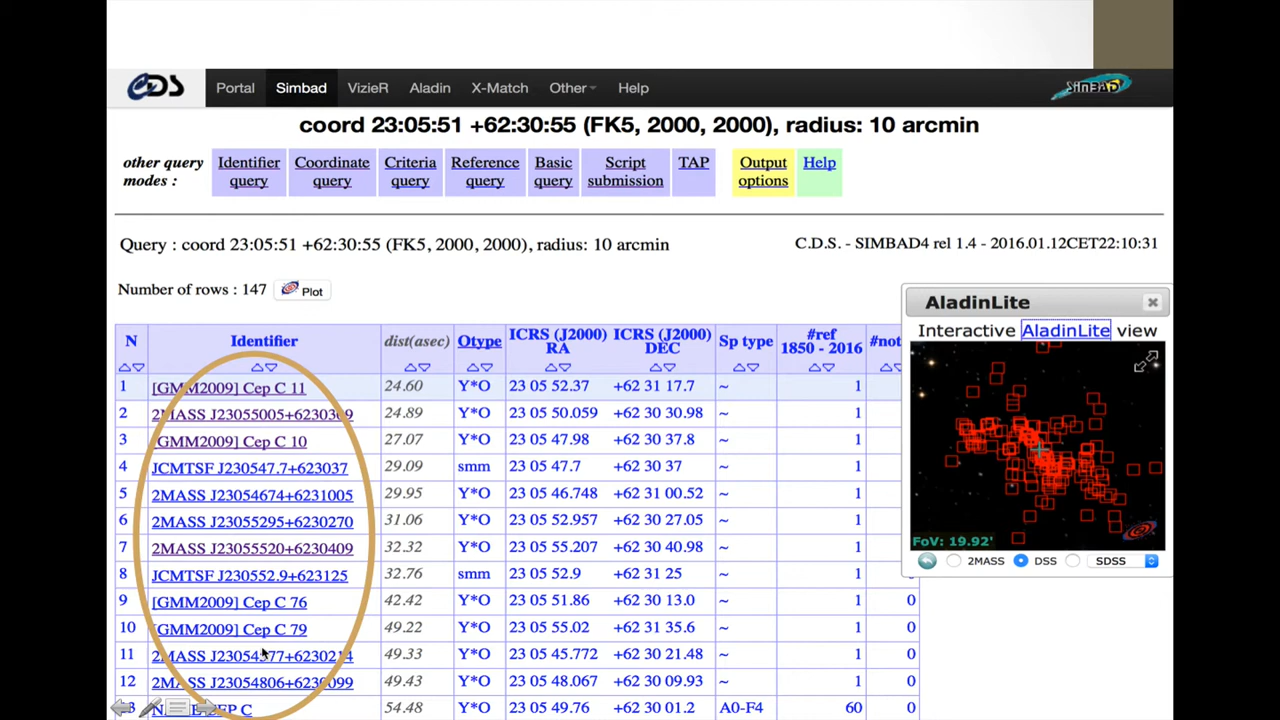 CDS Portal Simbad VizieR Aladin X-Match Other Help SIMBAD
coord 23:05:51 +62:30:55 (FK5, 2000, 2000), radius: 10 arcmin
other query modes :
Identifier query
Coordinate query
Criteria query
Reference query
Basic query
Script submission
TAP
Output options
Help
Query : coord 23:05:51 +62:30:55 (FK5, 2000, 2000), radius: 10 arcmin
C.D.S. - SIMBAD4 rel 1.4 - 2016.01.12CET22:10:31
Number of rows : 147 Plot
N Identifier dist(asec) Otype ICRS (J2000) RA ICRS (J2000) DEC Sp type #ref 1850 - 2016 #not
1 [GMM2009] Cep C 11 24.60 Y*O 23 05 52.37 +62 31 17.7 ~ 1
2 2MASS J23055005+6230309 24.89 Y*O 23 05 50.059 +62 30 30.98 ~ 1
3 [GMM2009] Cep C 10 27.07 Y*O 23 05 47.98 +62 30 37.8 ~ 1
4 JCMTSF J230547.7+623037 29.09 smm 23 05 47.7 +62 30 37 ~ 1
5 2MASS J23054674+6231005 29.95 Y*O 23 05 46.748 +62 31 00.52 ~ 1
6 2MASS J23055295+6230270 31.06 Y*O 23 05 52.957 +62 30 27.05 ~ 1
7 2MASS J23055520+6230409 32.32 Y*O 23 05 55.207 +62 30 40.98 ~ 1
8 JCMTSF J230552.9+623125 32.76 smm 23 05 52.9 +62 31 25 ~ 1
9 [GMM2009] Cep C 76 42.42 Y*O 23 05 51.86 +62 30 13.0 ~ 1 0
10 [GMM2009] Cep C 79 49.22 Y*O 23 05 55.02 +62 31 35.6 ~ 1 0
11 2MASS J23054577+6230214 49.33 Y*O 23 05 45.772 +62 30 21.48 ~ 1 0
12 2MASS J23054806+6230099 49.43 Y*O 23 05 48.067 +62 30 09.93 ~ 1 0
CEP C 54.48 Y*O 23 05 49.76 +62 30 01.2 A0-F4 60 0
AladinLite
Interactive AladinLite view
FoV: 19.92'
2MASS DSS SDSS